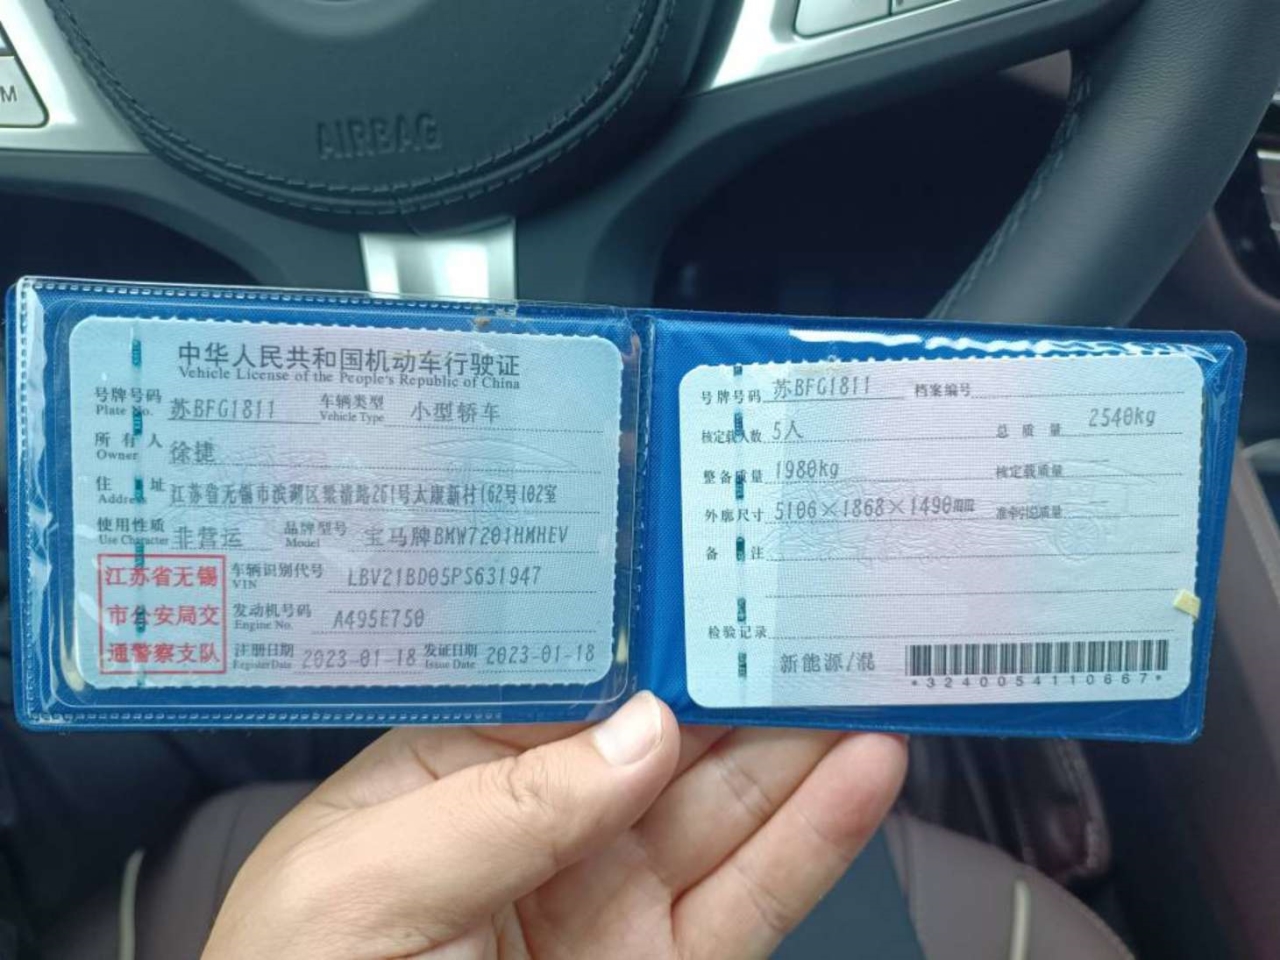 M
AIRBAG
中华人民共和国机动车行驶证
Vehicle License of the People's Republic of China
号牌号码 苏BFG1811 车辆类型 小型轿车
Plate No. Vehicle Type
所有人 徐捷
Owner
住址 江苏省无锡市滨湖区梁清路261号太康新村162号102室
Address
使用性质 非营运 品牌型号 宝马牌BMW7201HMHEV
Use Character Model
江苏省无锡
市公安局交
通警察支队
车辆识别代号 LBV21BD05PS631947
VIN
发动机号码 A495E750
Engine No.
注册日期 2023-01-18 发证日期 2023-01-18
Register Date Issue Date
号牌号码 苏BFG1811 档案编号
核定载人数 5人 总质量 2540kg
整备质量 1980kg 核定载质量
外廓尺寸 5106×1868×1490mm 准牵引总质量
备注
检验记录
新能源/混
*3240054110667*